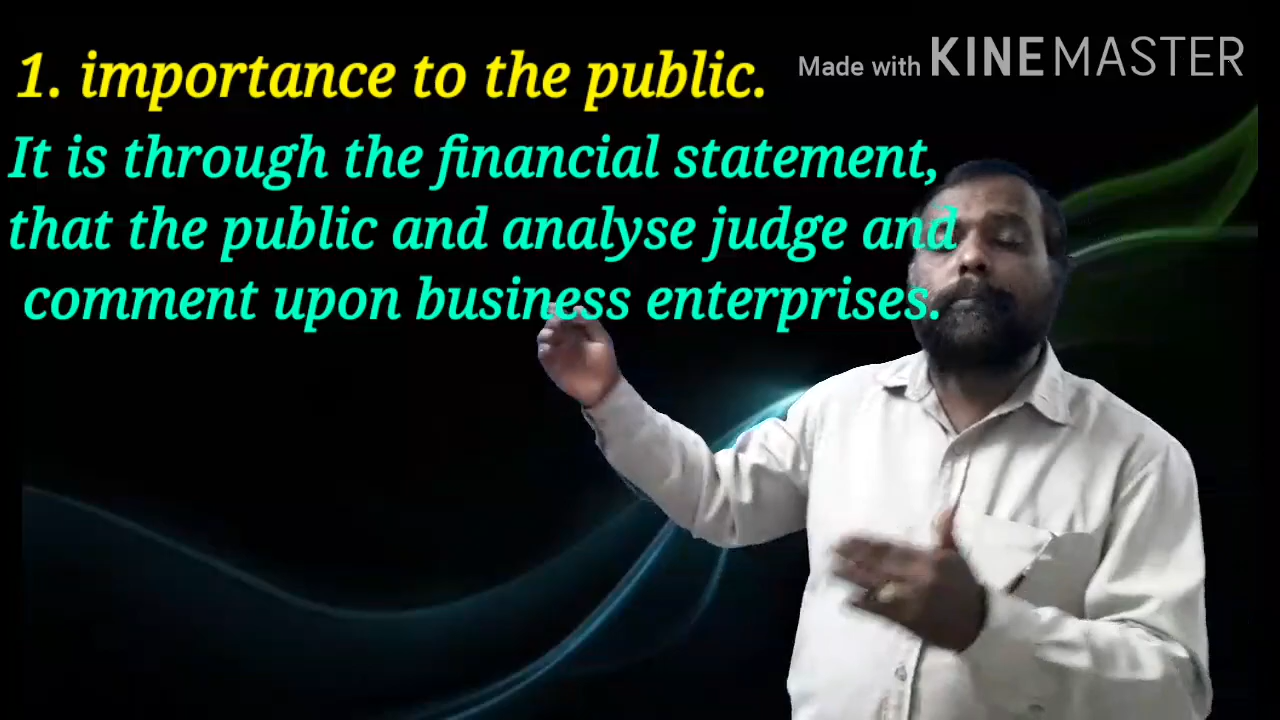 1. importance to the public.
Made with KINEMASTER
It is through the financial statement,
that the public and analyse judge and
comment upon business enterprises.